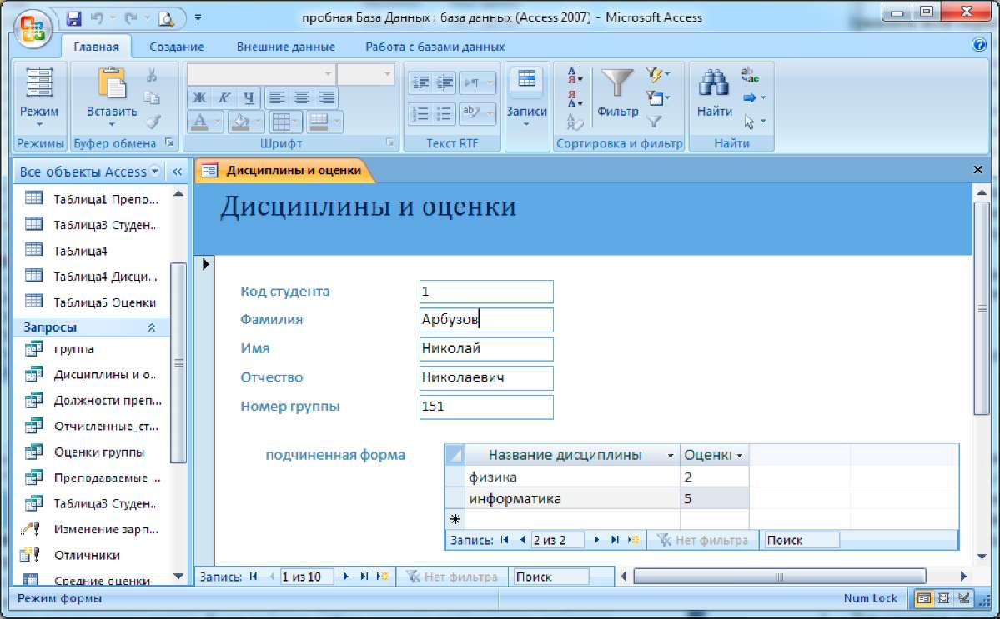 пробная База Данных : база данных (Access 2007) - Microsoft Access
Главная Создание Внешние данные Работа с базами данных
Режим Вставить Ж К Ч Записи Фильтр Найти
Режимы Буфер обмена Шрифт Текст RTF Сортировка и фильтр Найти
Все объекты Access
Дисциплины и оценки
Таблица1 Препо...
Таблица3 Студен...
Таблица4
Таблица4 Дисци...
Таблица5 Оценки
Запросы
группа
Дисциплины и о...
Должности преп...
Отчисленные_ст...
Оценки группы
Преподаваемые ...
Таблица3 Студен...
Изменение зарп...
Отличники
Средние оценки
Дисциплины и оценки
Код студента 1
Фамилия Арбузов
Имя Николай
Отчество Николаевич
Номер группы 151
подчиненная форма
Название дисциплины Оценкı
физика 2
информатика 5
Запись: 2 из 2 Нет фильтра Поиск
Запись: 1 из 10 Нет фильтра Поиск
Режим формы Num Lock